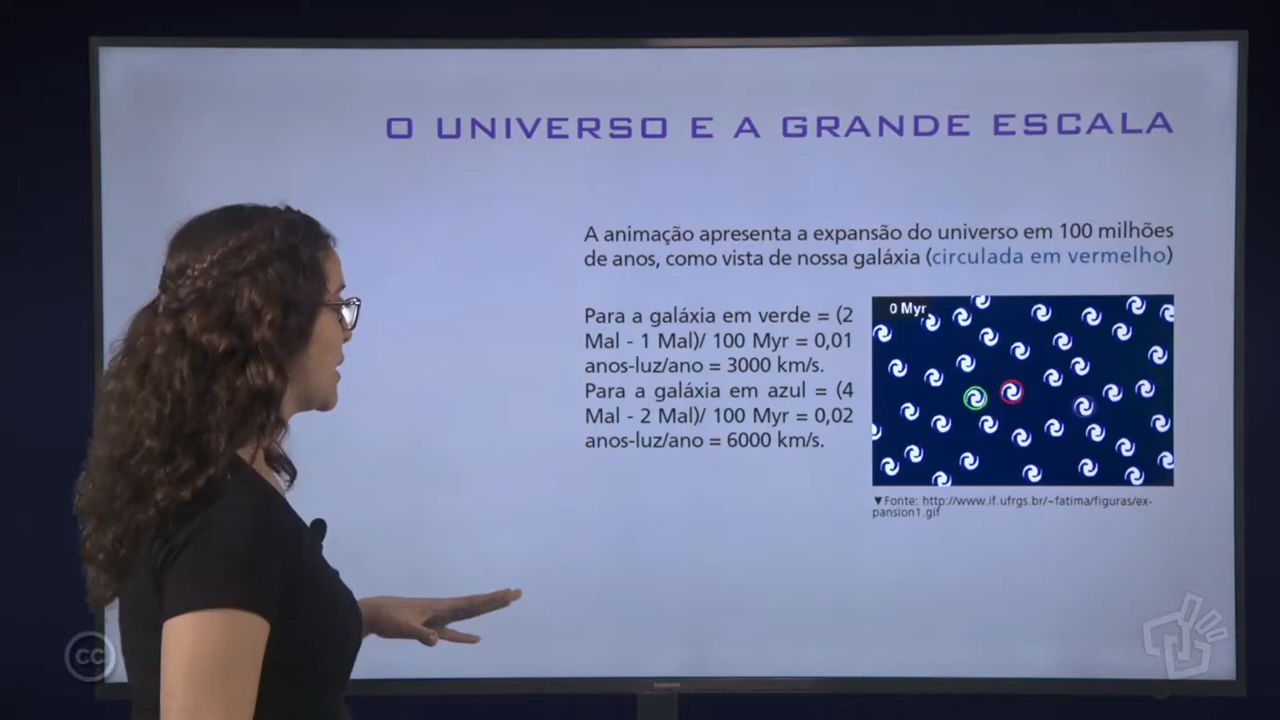 O UNIVERSO E A GRANDE ESCALA
A animação apresenta a expansão do universo em 100 milhões
de anos, como vista de nossa galáxia (circulada em vermelho)
Para a galáxia em verde = (2
Mal - 1 Mal)/ 100 Myr = 0,01
anos-luz/ano = 3000 km/s.
Para a galáxia em azul = (4
Mal - 2 Mal)/ 100 Myr = 0,02
anos-luz/ano = 6000 km/s.
0 Myr
▼Fonte: http://www.if.ufrgs.br/~fatima/figuras/ex-
pansion1.gif
cc
SAMSUNG